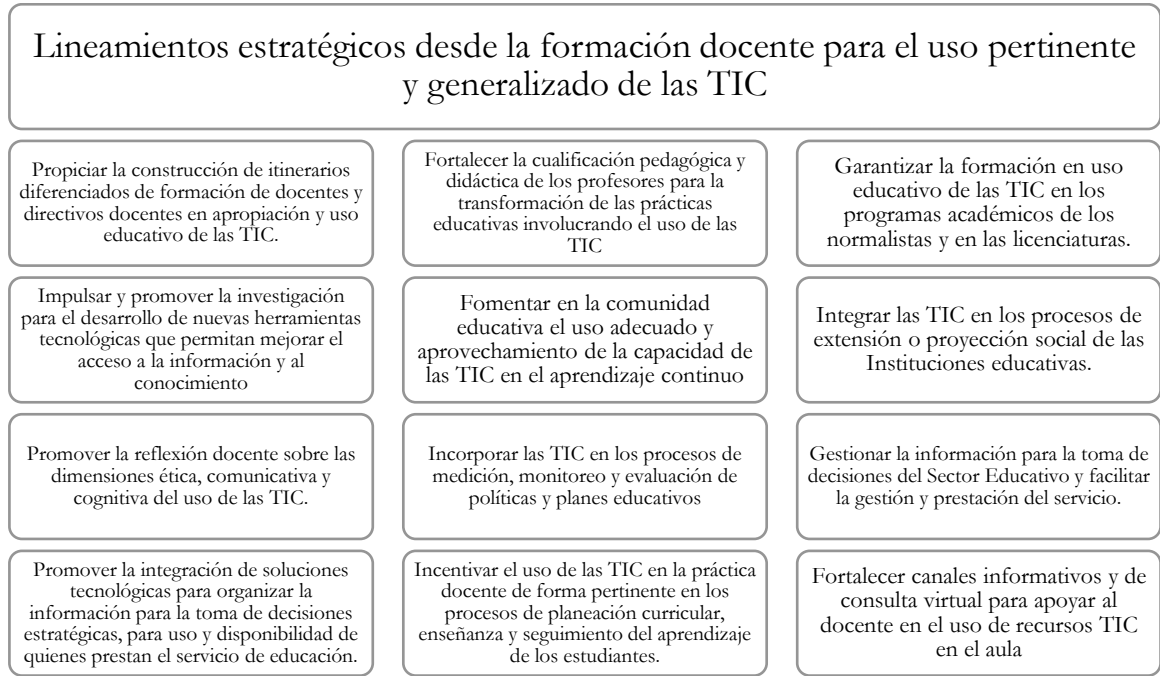 Lineamientos estratégicos desde la formación docente para el uso pertinente
y generalizado de las TIC
Propiciar la construcción de itinerarios
diferenciados de formación de docentes y
directivos docentes en apropiación y uso
educativo de las TIC.
Fortalecer la cualificación pedagógica y
didáctica de los profesores para la
transformación de las prácticas
educativas involucrando el uso de las
TIC
Garantizar la formación en uso
educativo de las TIC en los
programas académicos de los
normalistas y en las licenciaturas.
Impulsar y promover la investigación
para el desarrollo de nuevas herramientas
tecnológicas que permitan mejorar el
acceso a la información y al
conocimiento
Fomentar en la comunidad
educativa el uso adecuado y
aprovechamiento de la capacidad de
las TIC en el aprendizaje continuo
Integrar las TIC en los procesos de
extensión o proyección social de las
Instituciones educativas.
Promover la reflexión docente sobre las
dimensiones ética, comunicativa y
cognitiva del uso de las TIC.
Incorporar las TIC en los procesos de
medición, monitoreo y evaluación de
políticas y planes educativos
Gestionar la información para la toma de
decisiones del Sector Educativo y facilitar
la gestión y prestación del servicio.
Promover la integración de soluciones
tecnológicas para organizar la
información para la toma de decisiones
estratégicas, para uso y disponibilidad de
quienes prestan el servicio de educación.
Incentivar el uso de las TIC en la práctica
docente de forma pertinente en los
procesos de planeación curricular,
enseñanza y seguimiento del aprendizaje
de los estudiantes.
Fortalecer canales informativos y de
consulta virtual para apoyar al
docente en el uso de recursos TIC
en el aula